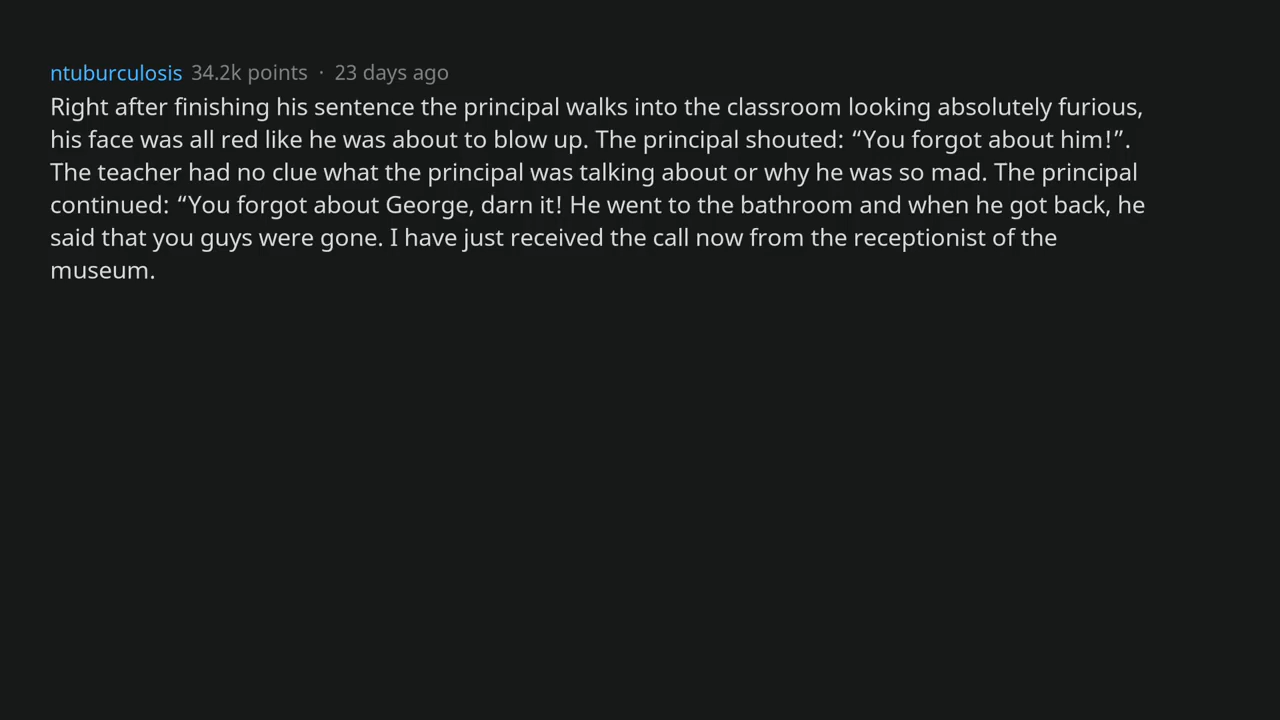 ntuburculosis 34.2k points · 23 days ago
Right after finishing his sentence the principal walks into the classroom looking absolutely furious,
his face was all red like he was about to blow up. The principal shouted: “You forgot about him!”.
The teacher had no clue what the principal was talking about or why he was so mad. The principal
continued: “You forgot about George, darn it! He went to the bathroom and when he got back, he
said that you guys were gone. I have just received the call now from the receptionist of the
museum.